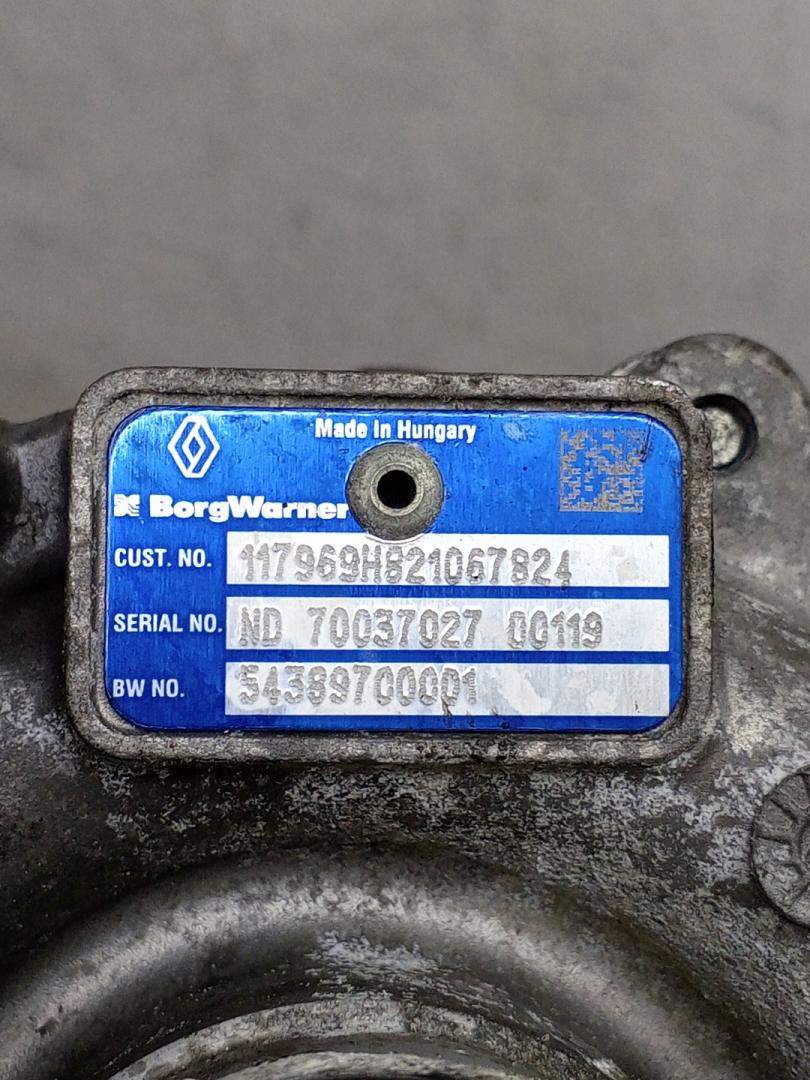 Made in Hungary
BorgWarner
CUST. NO. 117969H821067824
SERIAL NO. ND 70037027 00119
BW NO. 54389700001